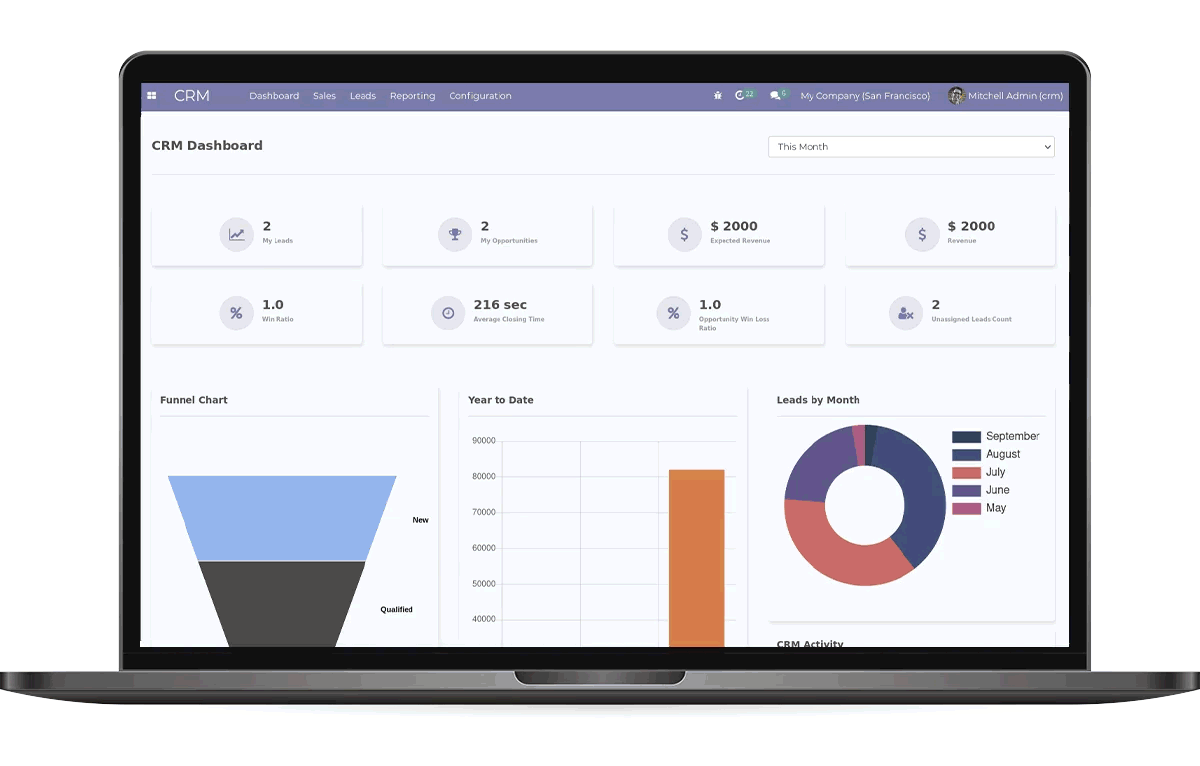 CRM Dashboard Sales Leads Reporting Configuration 22 6 My Company (San Francisco) Mitchell Admin (crm)
CRM Dashboard
This Month
2
My Leads
2
My Opportunities
$ 2000
Expected Revenue
$ 2000
Revenue
1.0
Win Ratio
216 sec
Average Closing Time
1.0
Opportunity Win Loss
Ratio
2
Unassigned Leads Count
Funnel Chart
New
Qualified
Year to Date
90000
80000
70000
60000
50000
40000
Leads by Month
September
August
July
June
May
CRM Activity